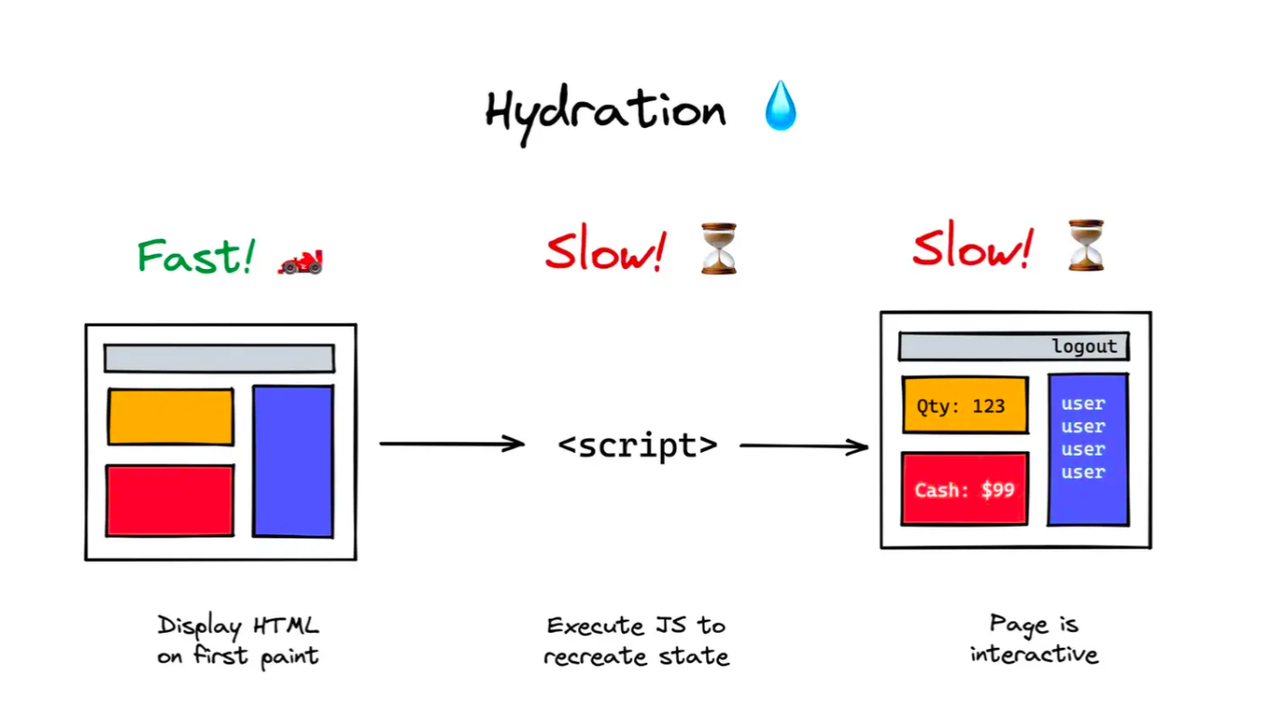 Hydration
Fast!
Slow!
Slow!
<script>
logout
Qty: 123
Cash: $99
user
user
user
user
Display HTML
on first paint
Execute JS to
recreate state
Page is
interactive